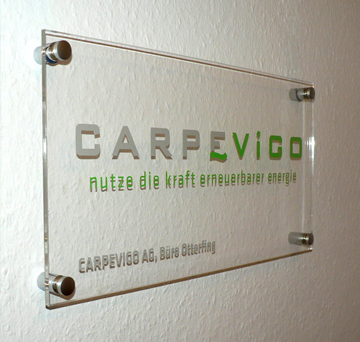 CARPEViGO
nutze die kraft erneuerbarer energie
CARPEVIGO AG, Büro Otterfing